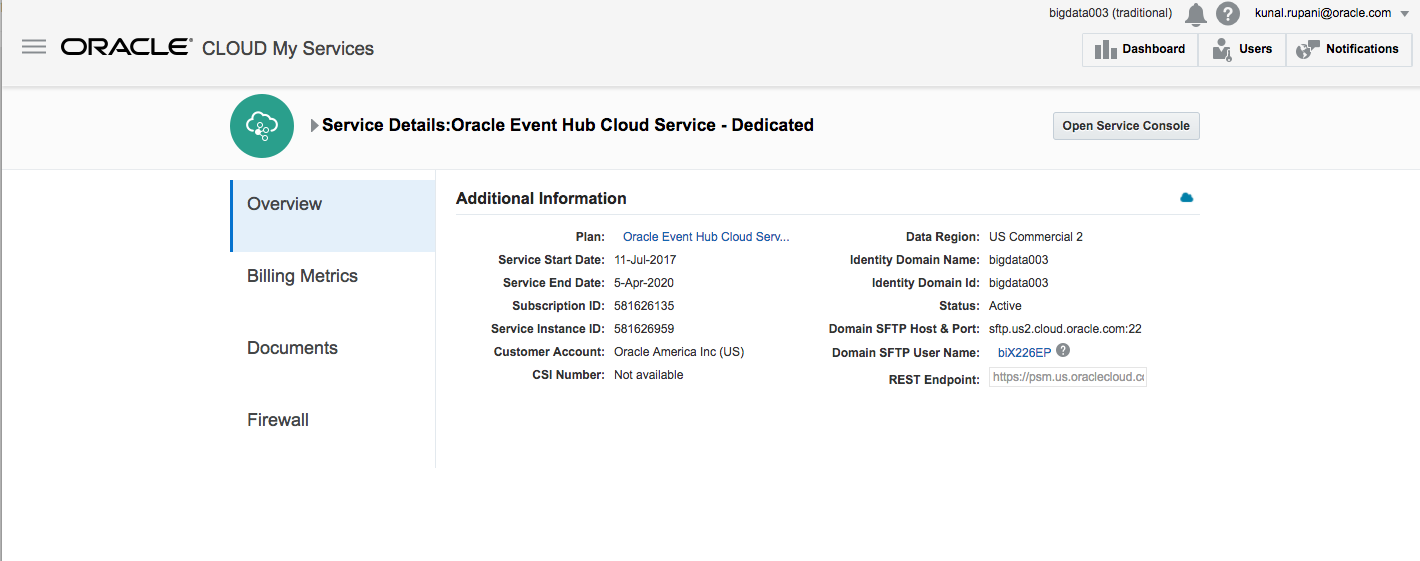 bigdata003 (traditional) ? kunal.rupani@oracle.com
ORACLE® CLOUD My Services
Dashboard Users Notifications
Service Details:Oracle Event Hub Cloud Service - Dedicated
Open Service Console
Overview
Billing Metrics
Documents
Firewall
Additional Information
Plan: Oracle Event Hub Cloud Serv...
Service Start Date: 11-Jul-2017
Service End Date: 5-Apr-2020
Subscription ID: 581626135
Service Instance ID: 581626959
Customer Account: Oracle America Inc (US)
CSI Number: Not available
Data Region: US Commercial 2
Identity Domain Name: bigdata003
Identity Domain Id: bigdata003
Status: Active
Domain SFTP Host & Port: sftp.us2.cloud.oracle.com:22
Domain SFTP User Name: biX226EP ?
REST Endpoint: https://psm.us.oraclecloud.c